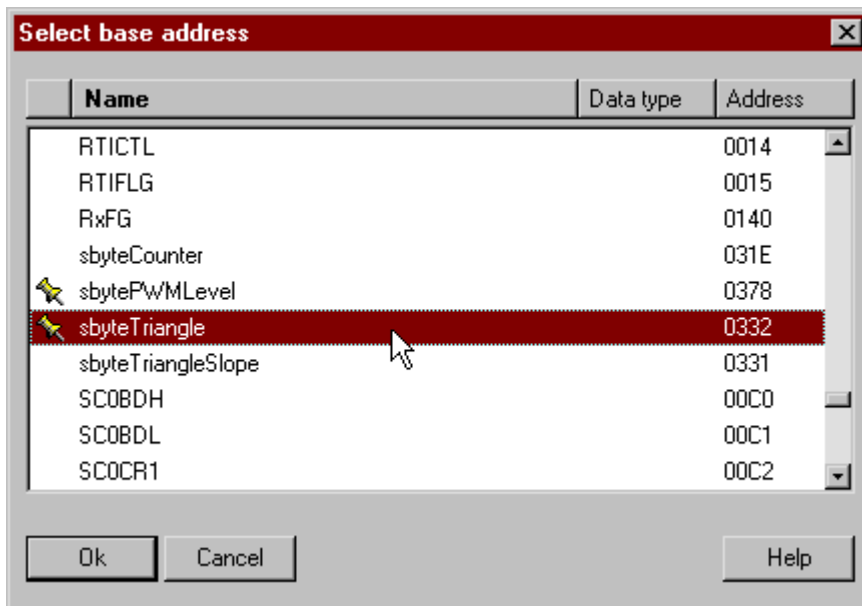 Select base address
Name Data type Address
RTICTL 0014
RTIFLG 0015
RxFG 0140
sbyteCounter 031E
sbytePWMLevel 0378
sbyteTriangle 0332
sbyteTriangleSlope 0331
SC0BDH 00C0
SC0BDL 00C1
SC0CR1 00C2
Ok Cancel Help